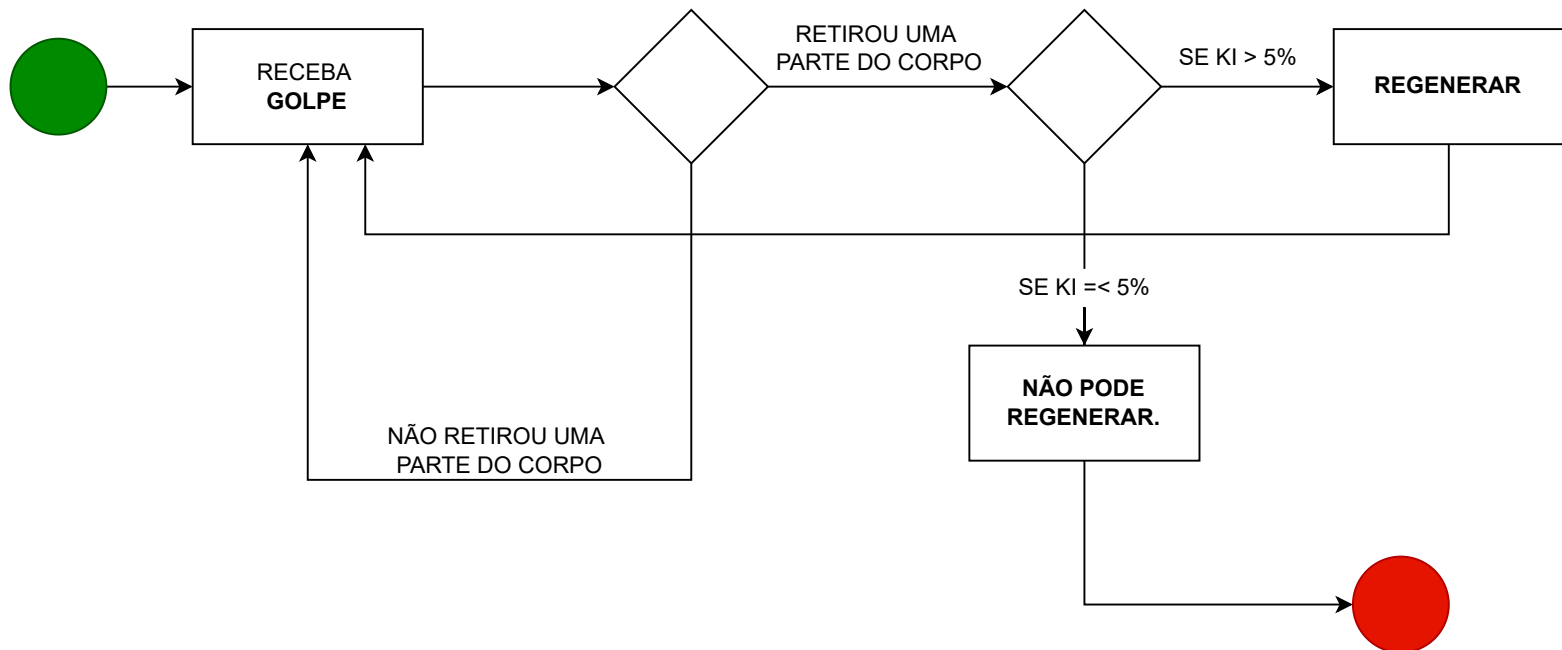 RECEBA
GOLPE
RETIROU UMA
PARTE DO CORPO
SE KI > 5%
REGENERAR
SE KI =< 5%
NÃO PODE
REGENERAR.
NÃO RETIROU UMA
PARTE DO CORPO